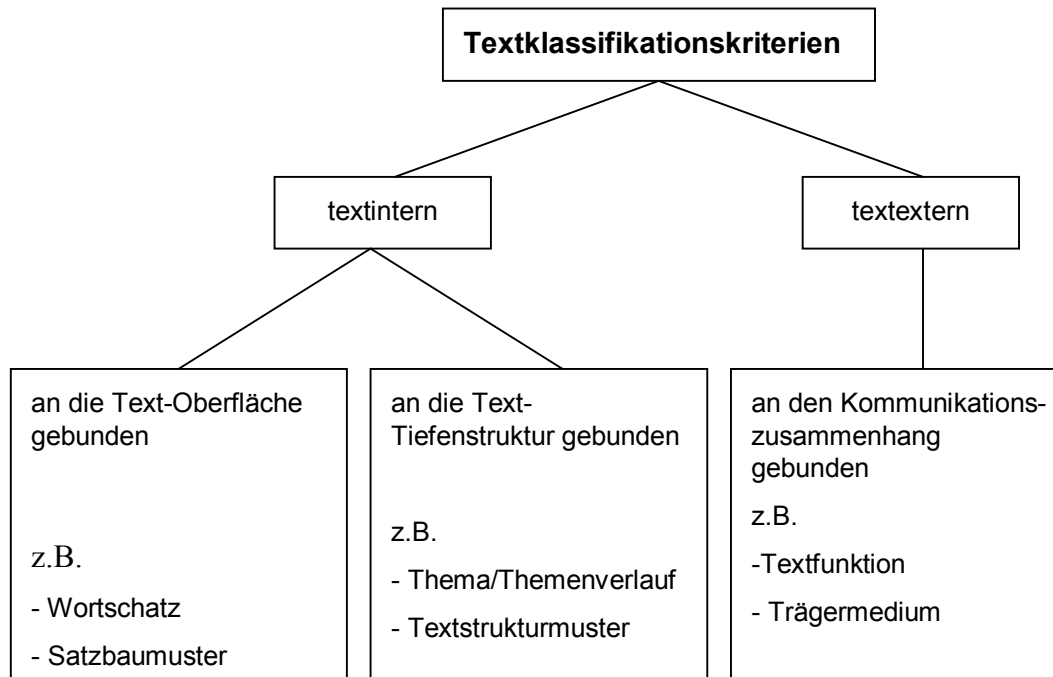 Textklassifikationskriterien
textintern
textextern
an die Text-Oberfläche
gebunden
z.B.
- Wortschatz
- Satzbaumuster
an die Text-
Tiefenstruktur gebunden
z.B.
- Thema/Themenverlauf
- Textstrukturmuster
an den Kommunikations-
zusammenhang
gebunden
z.B.
-Textfunktion
- Trägermedium